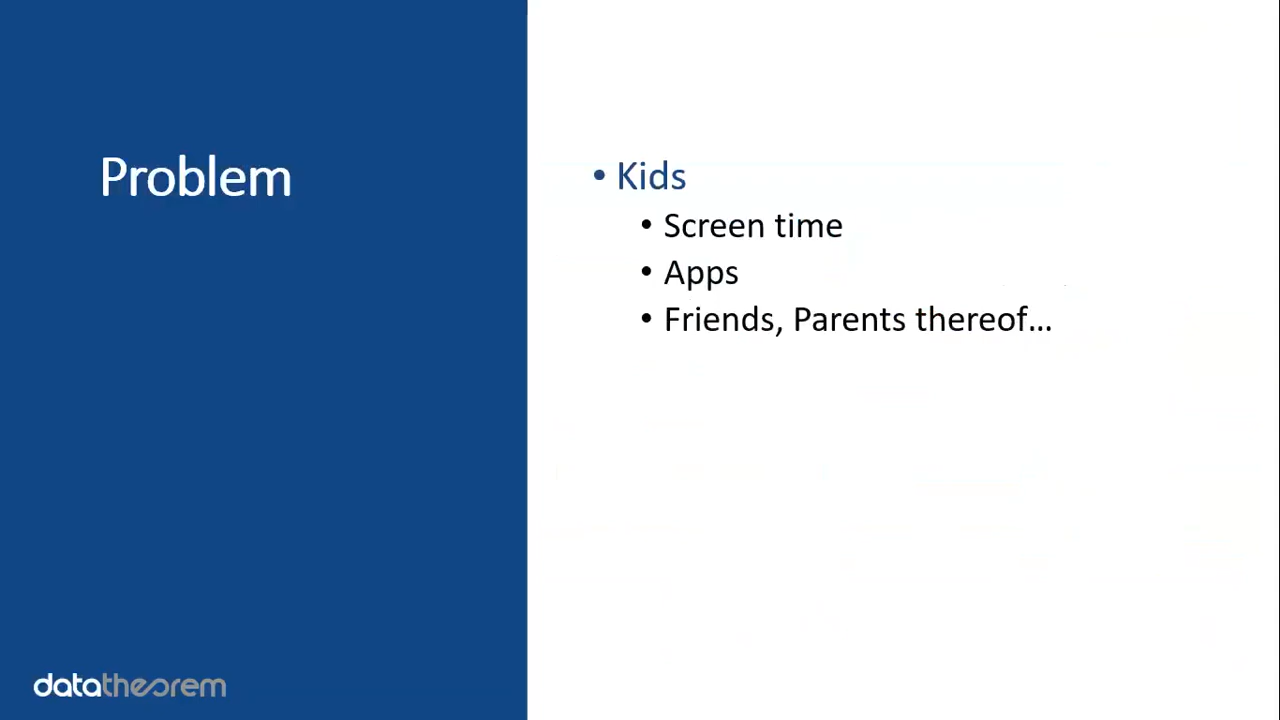 Problem
• Kids
• Screen time
• Apps
• Friends, Parents thereof...
datatheorem